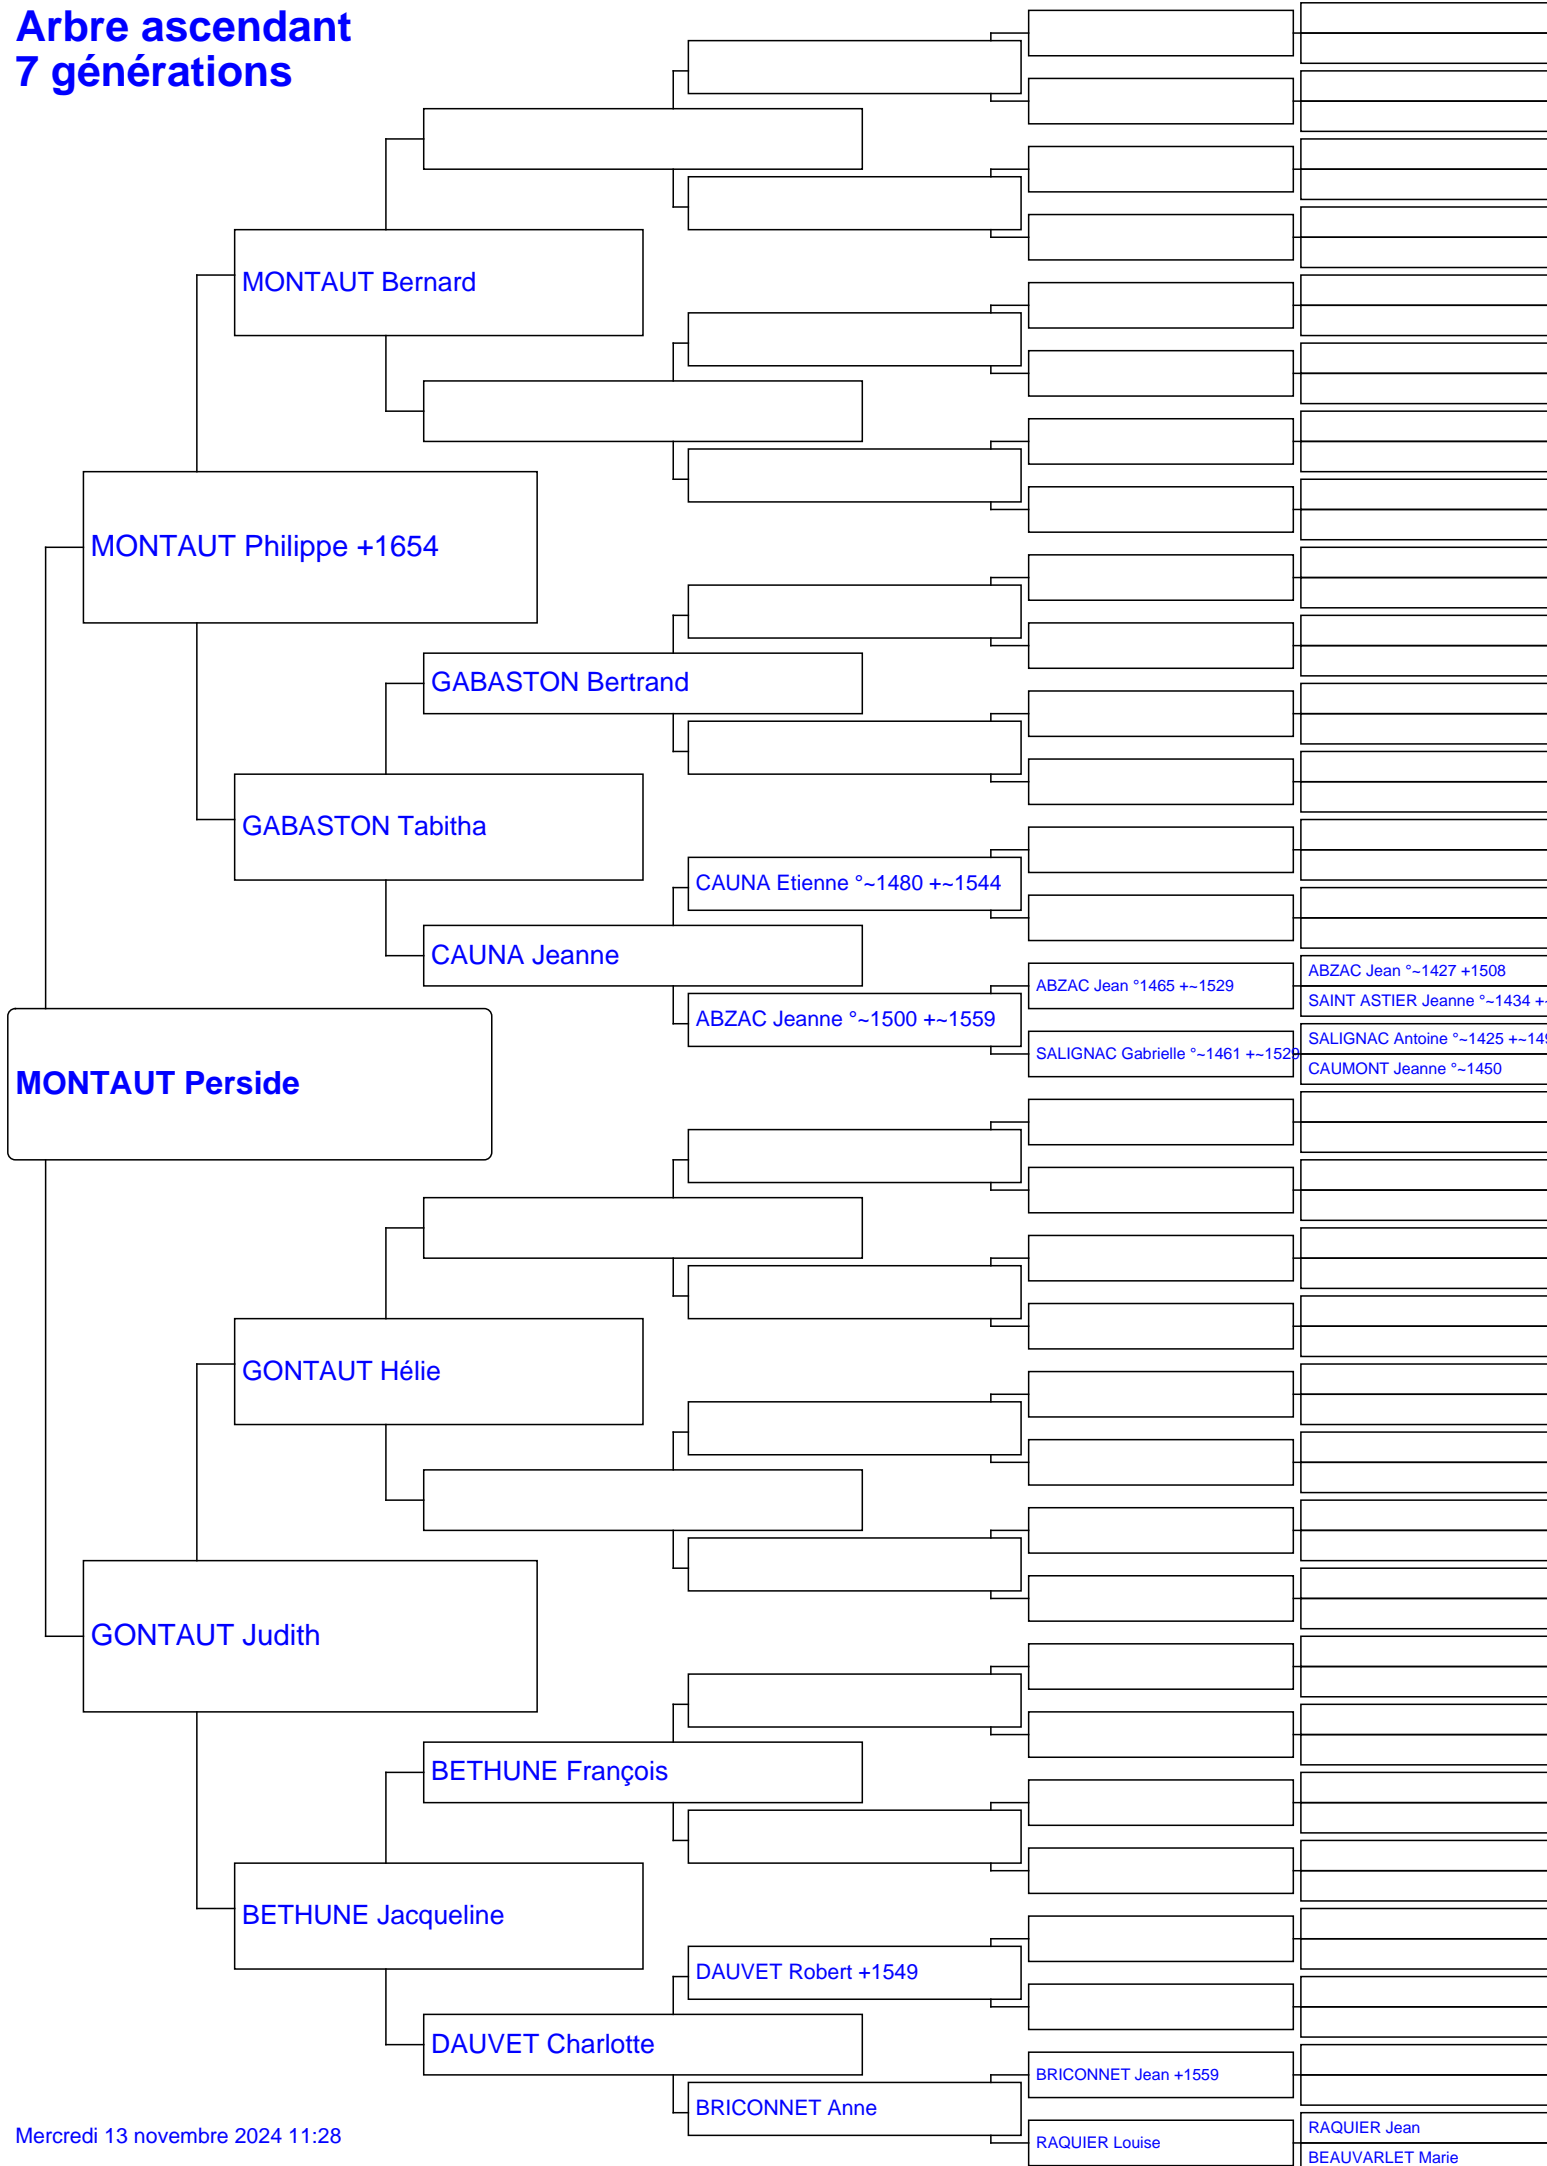 Arbre ascendant
7 générations
MONTAUT Bernard
MONTAUT Philippe +1654
GABASTON Bertrand
GABASTON Tabitha
CAUNA Etienne °~1480 +~1544
CAUNA Jeanne
ABZAC Jean °~1427 +1508
ABZAC Jean °1465 +~1529
SAINT ASTIER Jeanne °~1434 +~
ABZAC Jeanne °~1500 +~1559
SALIGNAC Antoine °~1425 +~149
SALIGNAC Gabrielle °~1461 +~1529
CAUMONT Jeanne °~1450
MONTAUT Perside
GONTAUT Hélie
GONTAUT Judith
BETHUNE François
BETHUNE Jacqueline
DAUVET Robert +1549
DAUVET Charlotte
BRICONNET Jean +1559
BRICONNET Anne
RAQUIER Jean
RAQUIER Louise
BEAUVARLET Marie
Mercredi 13 novembre 2024 11:28